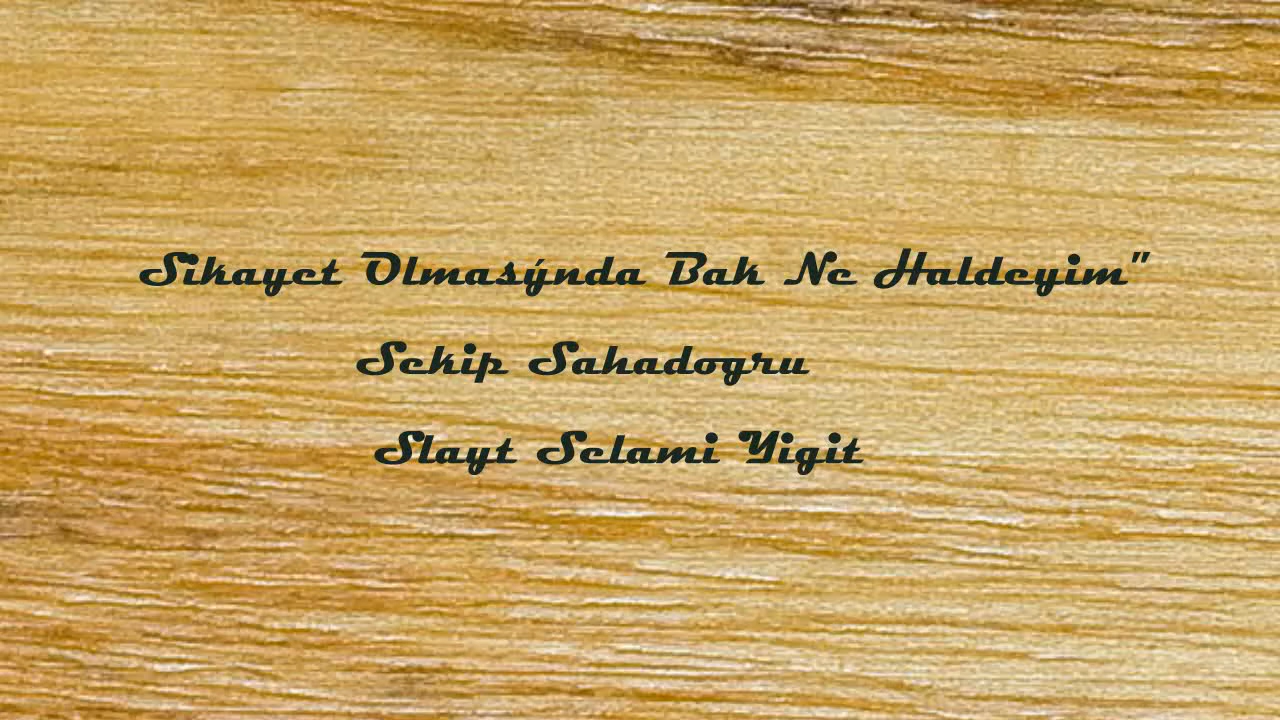 Sikayet Olmasýnda Bak Ne Haldeyim"
Sekip Sahadogru
Slayt Selami Yigit